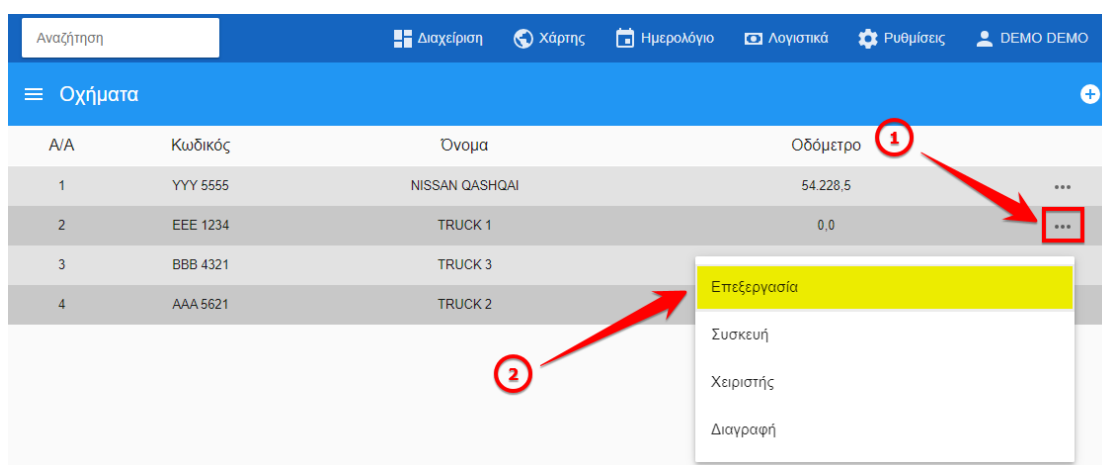 Αναζήτηση Διαχείριση Χάρτης Ημερολόγιο Λογιστικά Ρυθμίσεις DEMO DEMO
Οχήματα
Α/Α Κωδικός Όνομα Οδόμετρο 1
1 YYY 5555 NISSAN QASHQAI 54.228,5
2 EEE 1234 TRUCK 1 0,0
3 BBB 4321 TRUCK 3
4 AAA 5621 TRUCK 2
Επεξεργασία
Συσκευή
2
Χειριστής
Διαγραφή